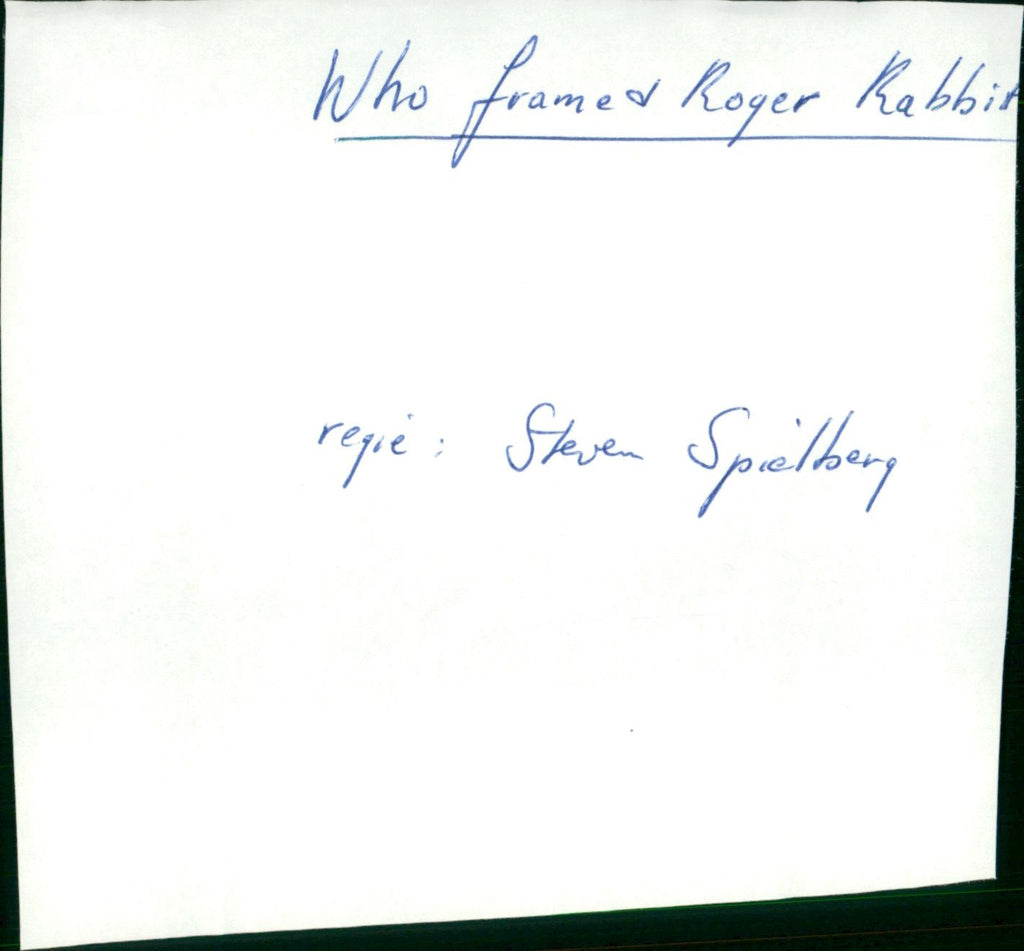 Who framed Roger Rabbit
regie: Steven Spielberg